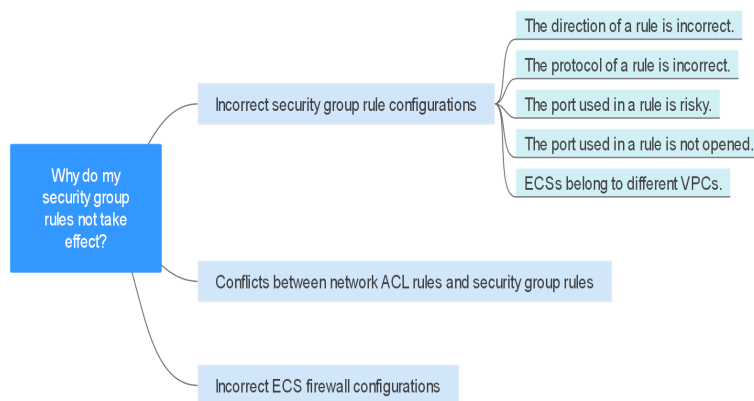 Why do my
security group
rules not take
effect?
Incorrect security group rule configurations
The direction of a rule is incorrect.
The protocol of a rule is incorrect.
The port used in a rule is risky.
The port used in a rule is not opened.
ECSs belong to different VPCs.
Conflicts between network ACL rules and security group rules
Incorrect ECS firewall configurations